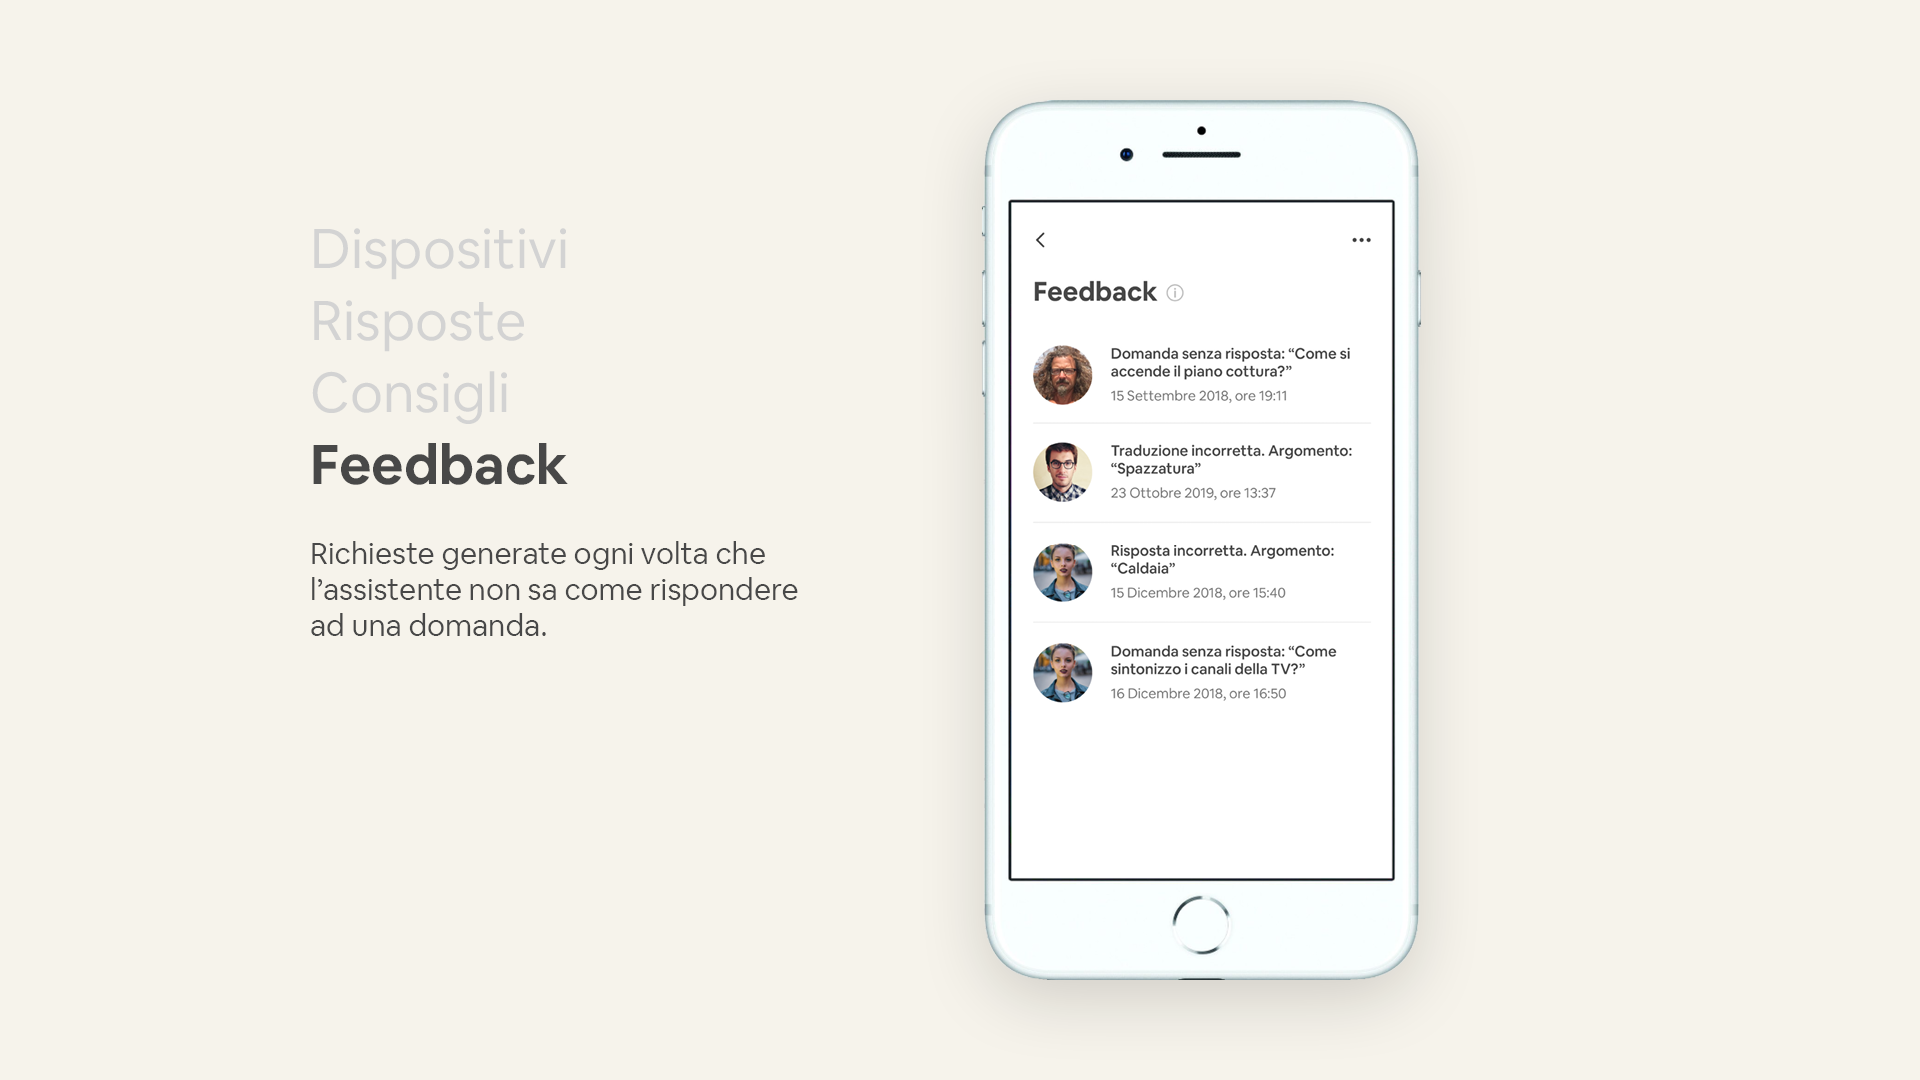 Dispositivi
Risposte
Consigli
Feedback
Richieste generate ogni volta che
l’assistente non sa come rispondere
ad una domanda.
Feedback
Domanda senza risposta: “Come si
accende il piano cottura?”
15 Settembre 2018, ore 19:11
Traduzione incorretta. Argomento:
“Spazzatura”
23 Ottobre 2019, ore 13:37
Risposta incorretta. Argomento:
“Caldaia”
15 Dicembre 2018, ore 15:40
Domanda senza risposta: “Come
sintonizzo i canali della TV?”
16 Dicembre 2018, ore 16:50